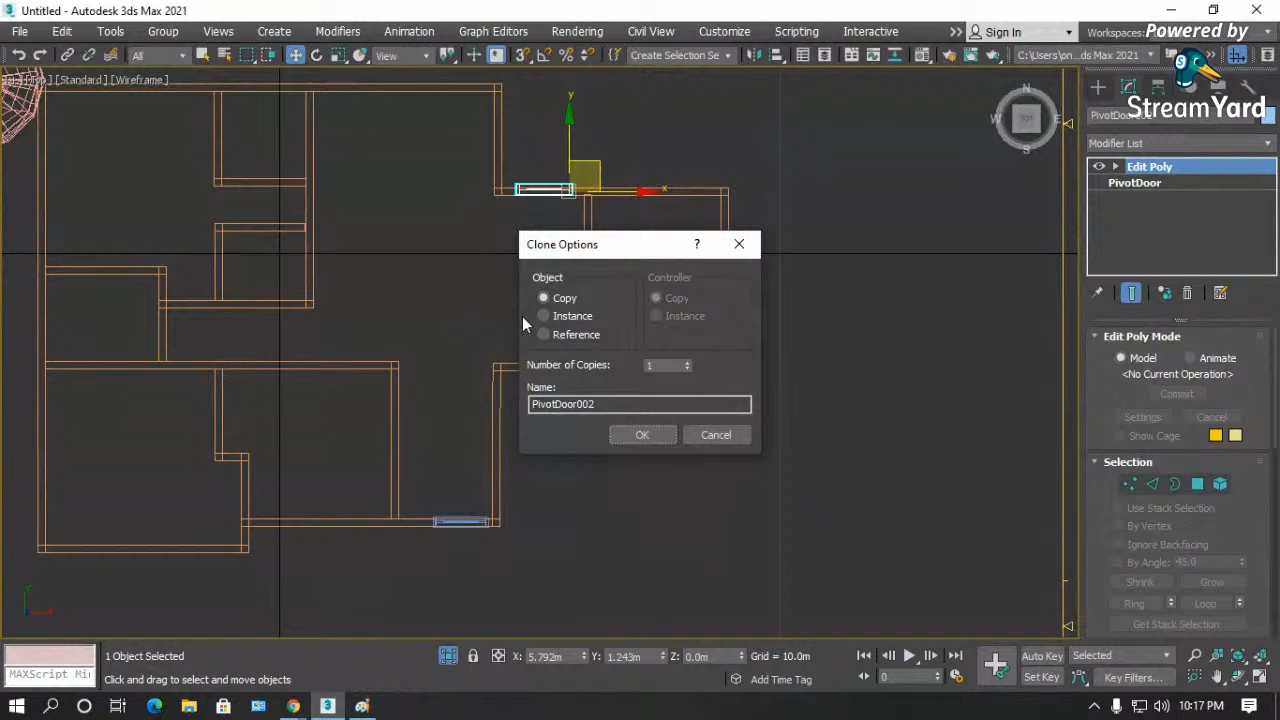 Untitled - Autodesk 3ds Max 2021
File Edit Tools Group Views Create Modifiers Animation Graph Editors Rendering Civil View Customize Scripting Interactive
Sign In Workspaces:
Powered by
StreamYard
All View Create Selection Se
[Standard] [Wireframe]
N
W E
S
y
x
Modifier List
Edit Poly
PivotDoor
Clone Options ? ×
Object Controller
Copy Copy
Instance Instance
Reference
Number of Copies: 1
Name:
PivotDoor002
OK Cancel
Edit Poly Mode
Model Animate
<No Current Operation>
Commit
Settings Cancel
Show Cage
Selection
Use Stack Selection
By Vertex
Ignore Backfacing
By Angle: 45.0
Shrink Grow
Ring Loop
Get Stack Selection
1 Object Selected X: 5.792m Y: 1.243m Z: 0.0m Grid = 10.0m
MAXScript Mi
Click and drag to select and move objects
Add Time Tag
0
Auto Key Selected
Set Key Key Filters...
10:17 PM